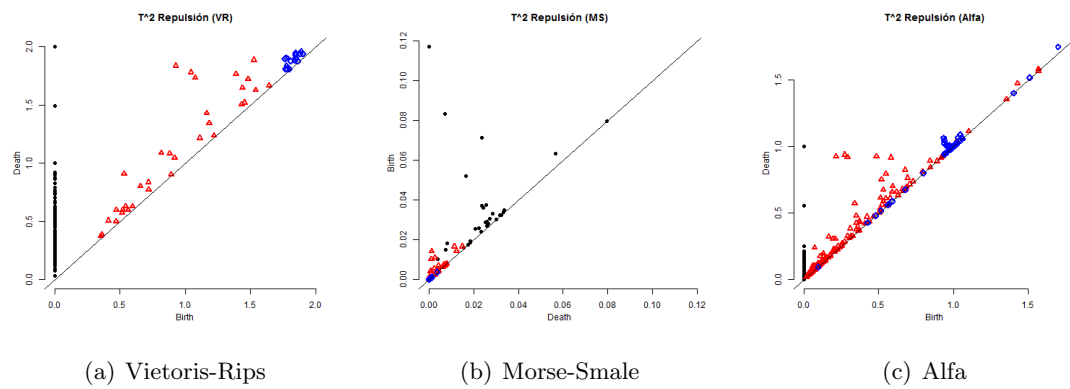 T^2 Repulsión (VR)
Death
0.0 0.5 1.0 1.5 2.0
0.0 0.5 1.0 1.5 2.0
Birth
(a) Vietoris-Rips
T^2 Repulsión (MS)
Birth
0.00 0.02 0.04 0.06 0.08 0.10 0.12
0.00 0.02 0.04 0.06 0.08 0.10 0.12
Death
(b) Morse-Smale
T^2 Repulsión (Alfa)
Death
0.0 0.5 1.0 1.5
0.0 0.5 1.0 1.5
Birth
(c) Alfa